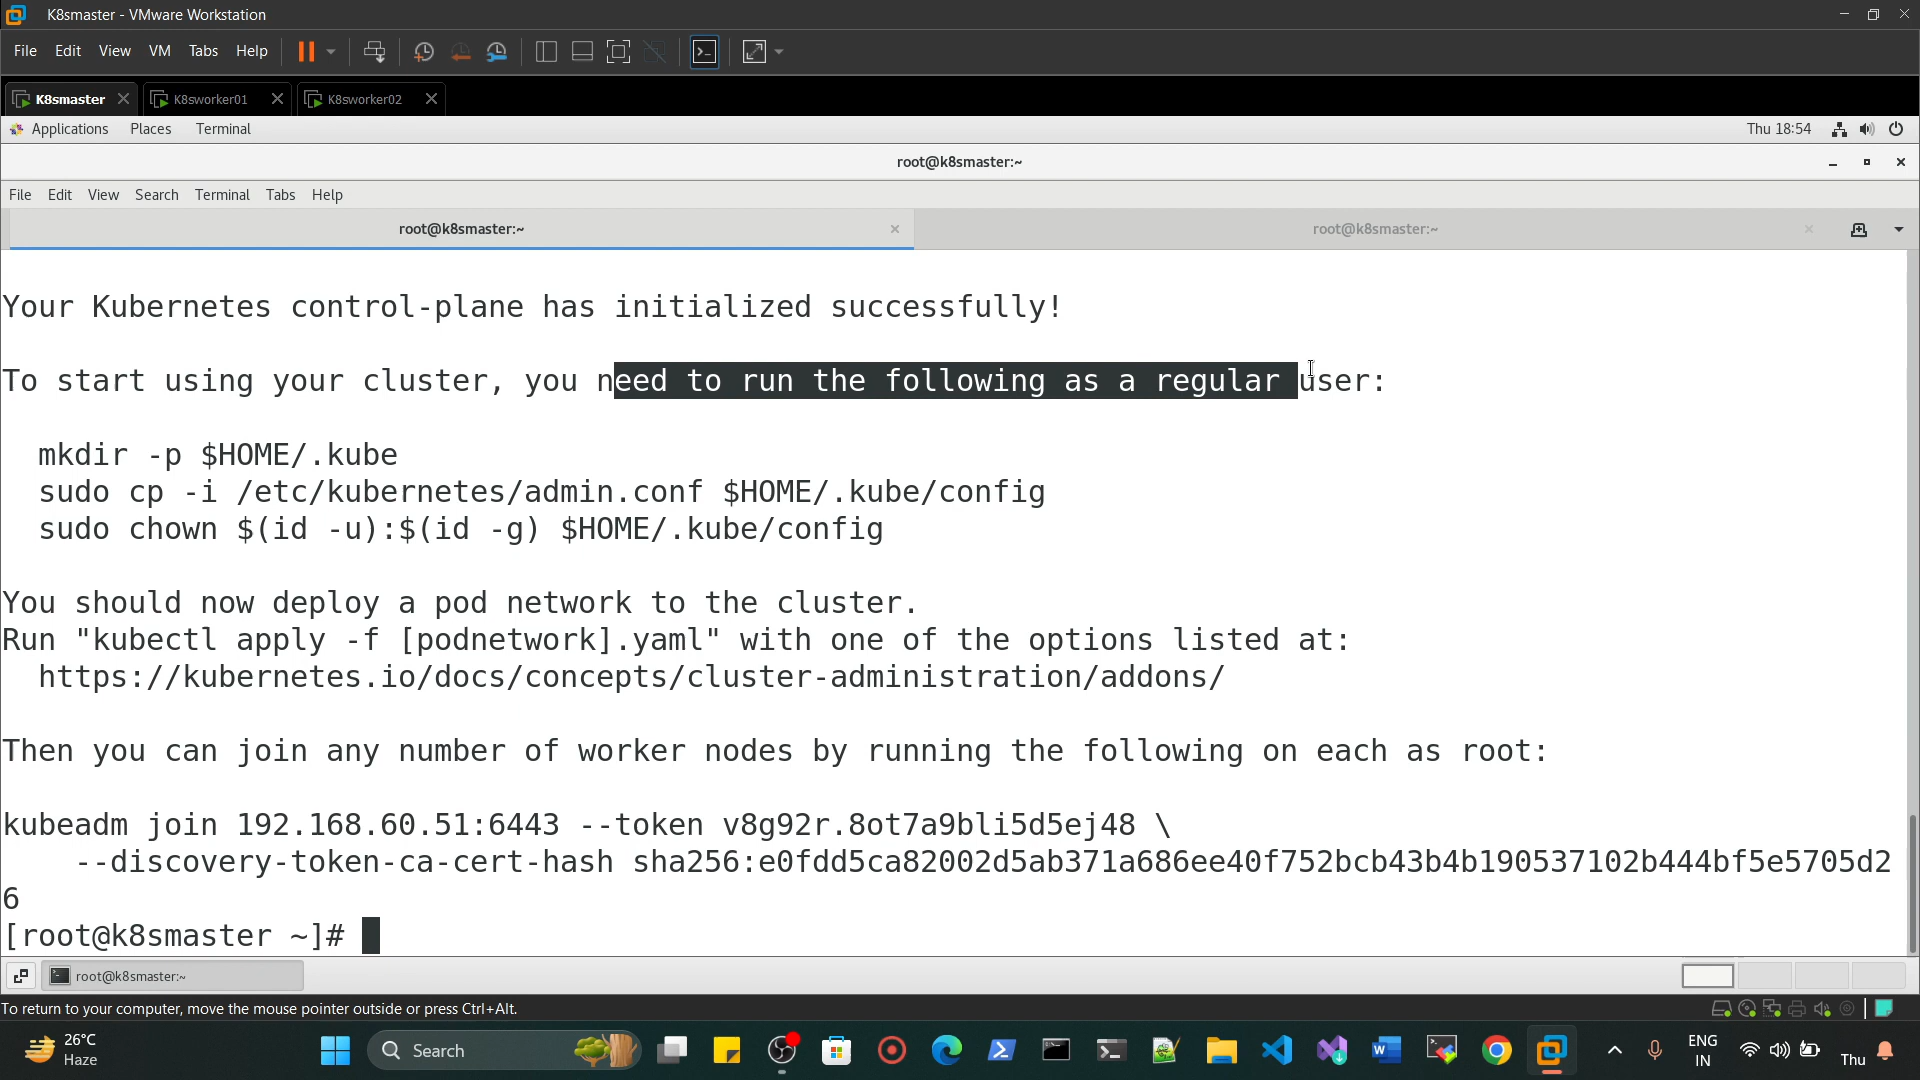 K8smaster - VMware Workstation
File Edit View VM Tabs Help
K8smaster K8sworker01 K8sworker02
Applications Places Terminal Thu 18:54
root@k8smaster:~
File Edit View Search Terminal Tabs Help
root@k8smaster:~ root@k8smaster:~
Your Kubernetes control-plane has initialized successfully!
To start using your cluster, you need to run the following as a regular user:
mkdir -p $HOME/.kube
sudo cp -i /etc/kubernetes/admin.conf $HOME/.kube/config
sudo chown $(id -u):$(id -g) $HOME/.kube/config
You should now deploy a pod network to the cluster.
Run "kubectl apply -f [podnetwork].yaml" with one of the options listed at:
https://kubernetes.io/docs/concepts/cluster-administration/addons/
Then you can join any number of worker nodes by running the following on each as root:
kubeadm join 192.168.60.51:6443 --token v8g92r.8ot7a9bli5d5ej48 \
--discovery-token-ca-cert-hash sha256:e0fdd5ca82002d5ab371a686ee40f752bcb43b4b190537102b444bf5e5705d2
6
[root@k8smaster ~]#
root@k8smaster:~
To return to your computer, move the mouse pointer outside or press Ctrl+Alt.
26°C
Haze
Search
ENG
IN
Thu